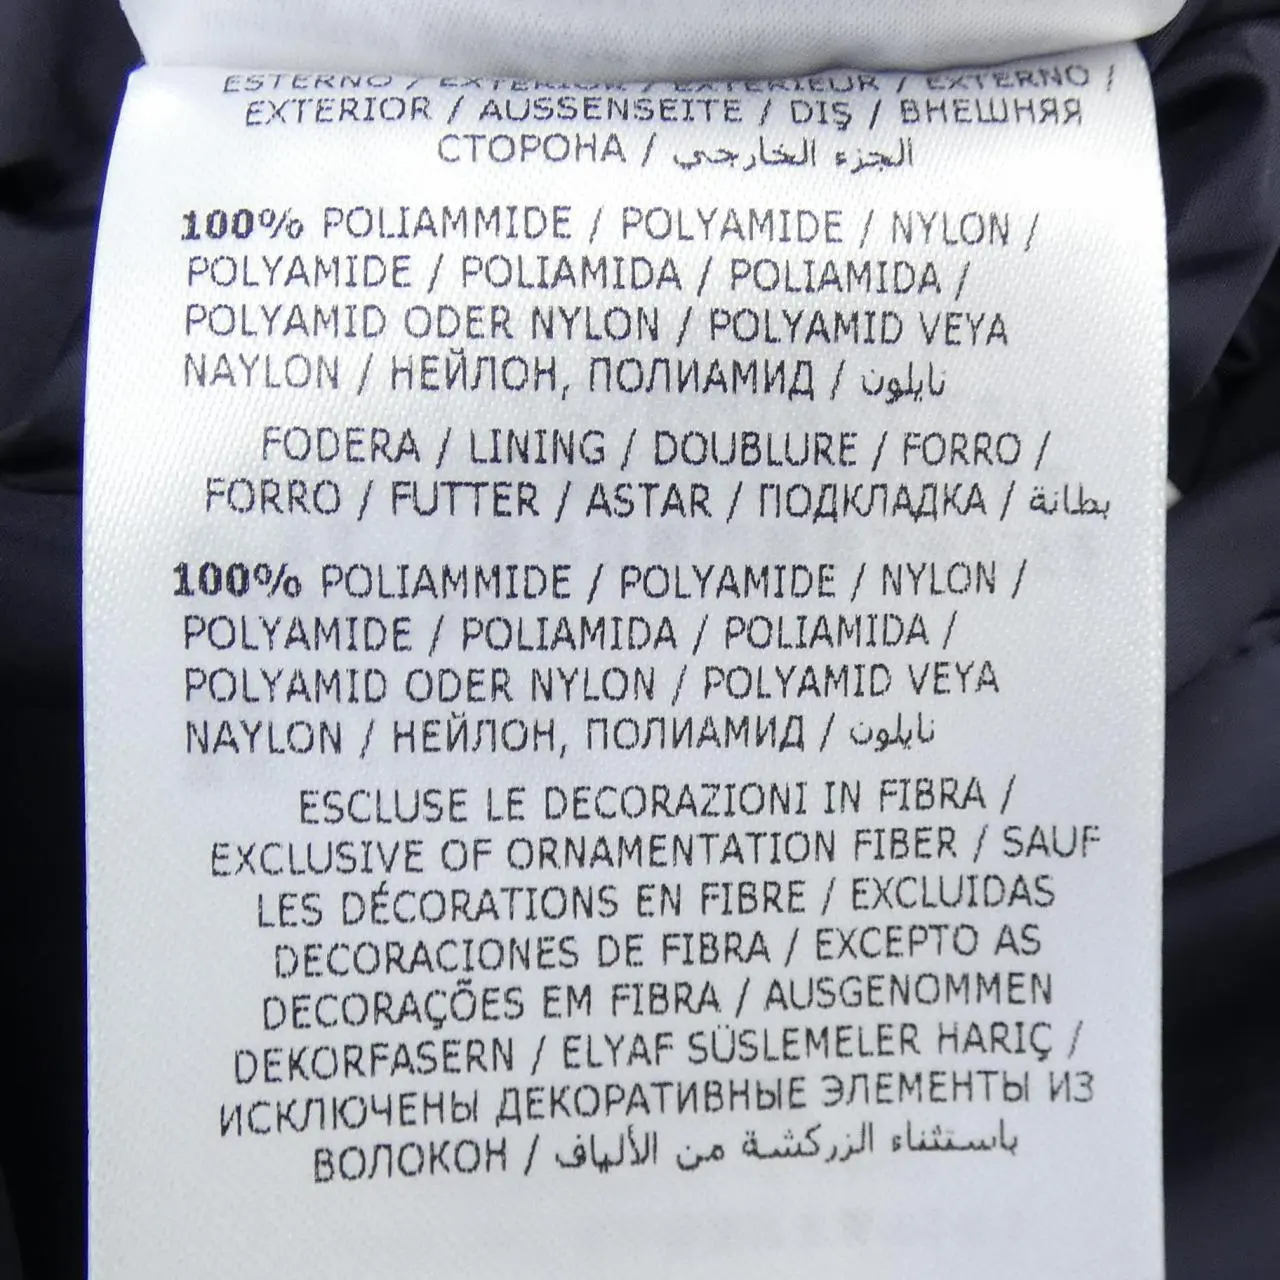 ESTERNO / EXTERIOR / EXTERIEUR / EXTERNO /
EXTERIOR / AUSSENSEITE / DIŞ / ВНЕШНЯЯ
СТОРОНА / الجزء الخارجي
100% POLIAMMIDE / POLYAMIDE / NYLON /
POLYAMIDE / POLIAMIDA / POLIAMIDA /
POLYAMID ODER NYLON / POLYAMID VEYA
NAYLON / НЕЙЛОН, ПОЛИАМИД / نايلون
FODERA / LINING / DOUBLURE / FORRO /
FORRO / FUTTER / ASTAR / ПОДКЛАДКА / بطانة
100% POLIAMMIDE / POLYAMIDE / NYLON /
POLYAMIDE / POLIAMIDA / POLIAMIDA /
POLYAMID ODER NYLON / POLYAMID VEYA
NAYLON / НЕЙЛОН, ПОЛИАМИД / نايلون
ESCLUSE LE DECORAZIONI IN FIBRA /
EXCLUSIVE OF ORNAMENTATION FIBER / SAUF
LES DÉCORATIONS EN FIBRE / EXCLUIDAS
DECORACIONES DE FIBRA / EXCEPTO AS
DECORAÇÕES EM FIBRA / AUSGENOMMEN
DEKORFASERN / ELYAF SÜSLEMELER HARIÇ /
ИСКЛЮЧЕНЫ ДЕКОРАТИВНЫЕ ЭЛЕМЕНТЫ ИЗ
ВОЛОКОН / باستثناء الزركشة من الألياف